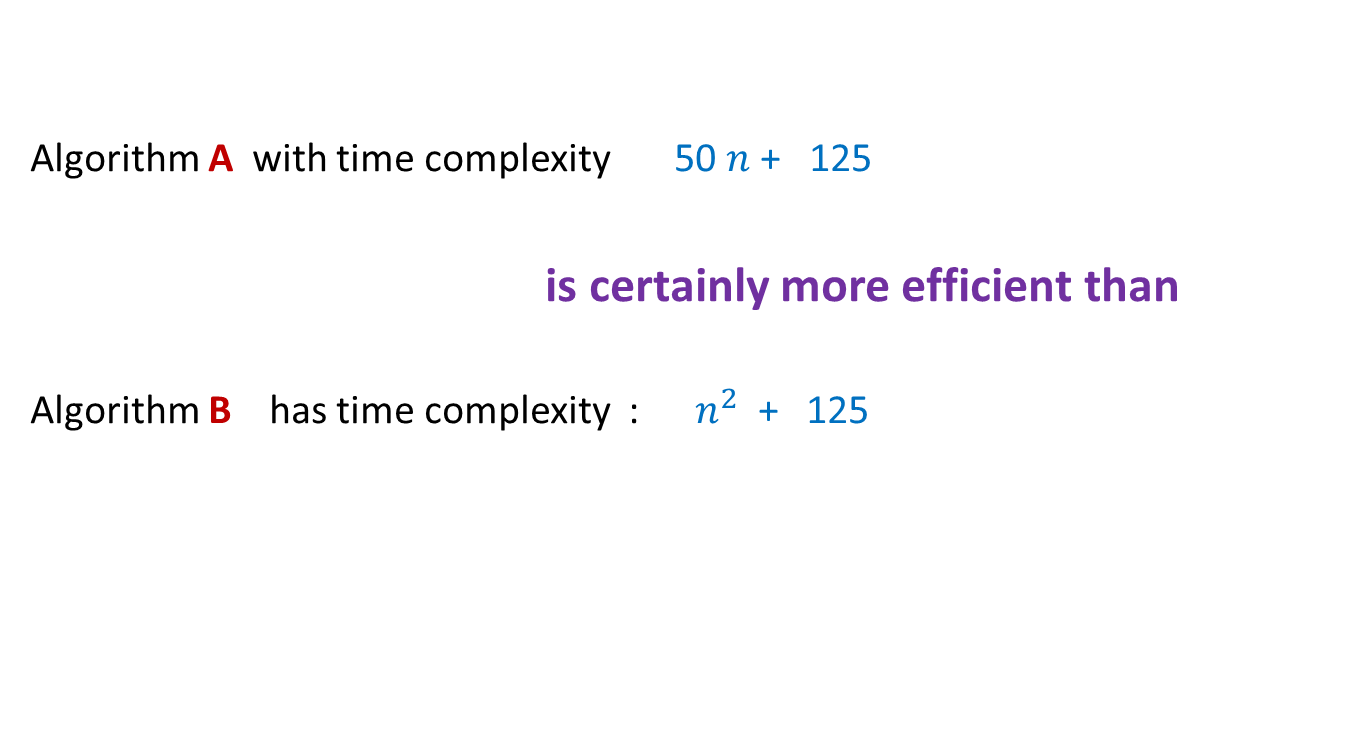 Algorithm A with time complexity 50 𝑛 + 125
is certainly more efficient than
Algorithm B has time complexity : 𝑛² + 125